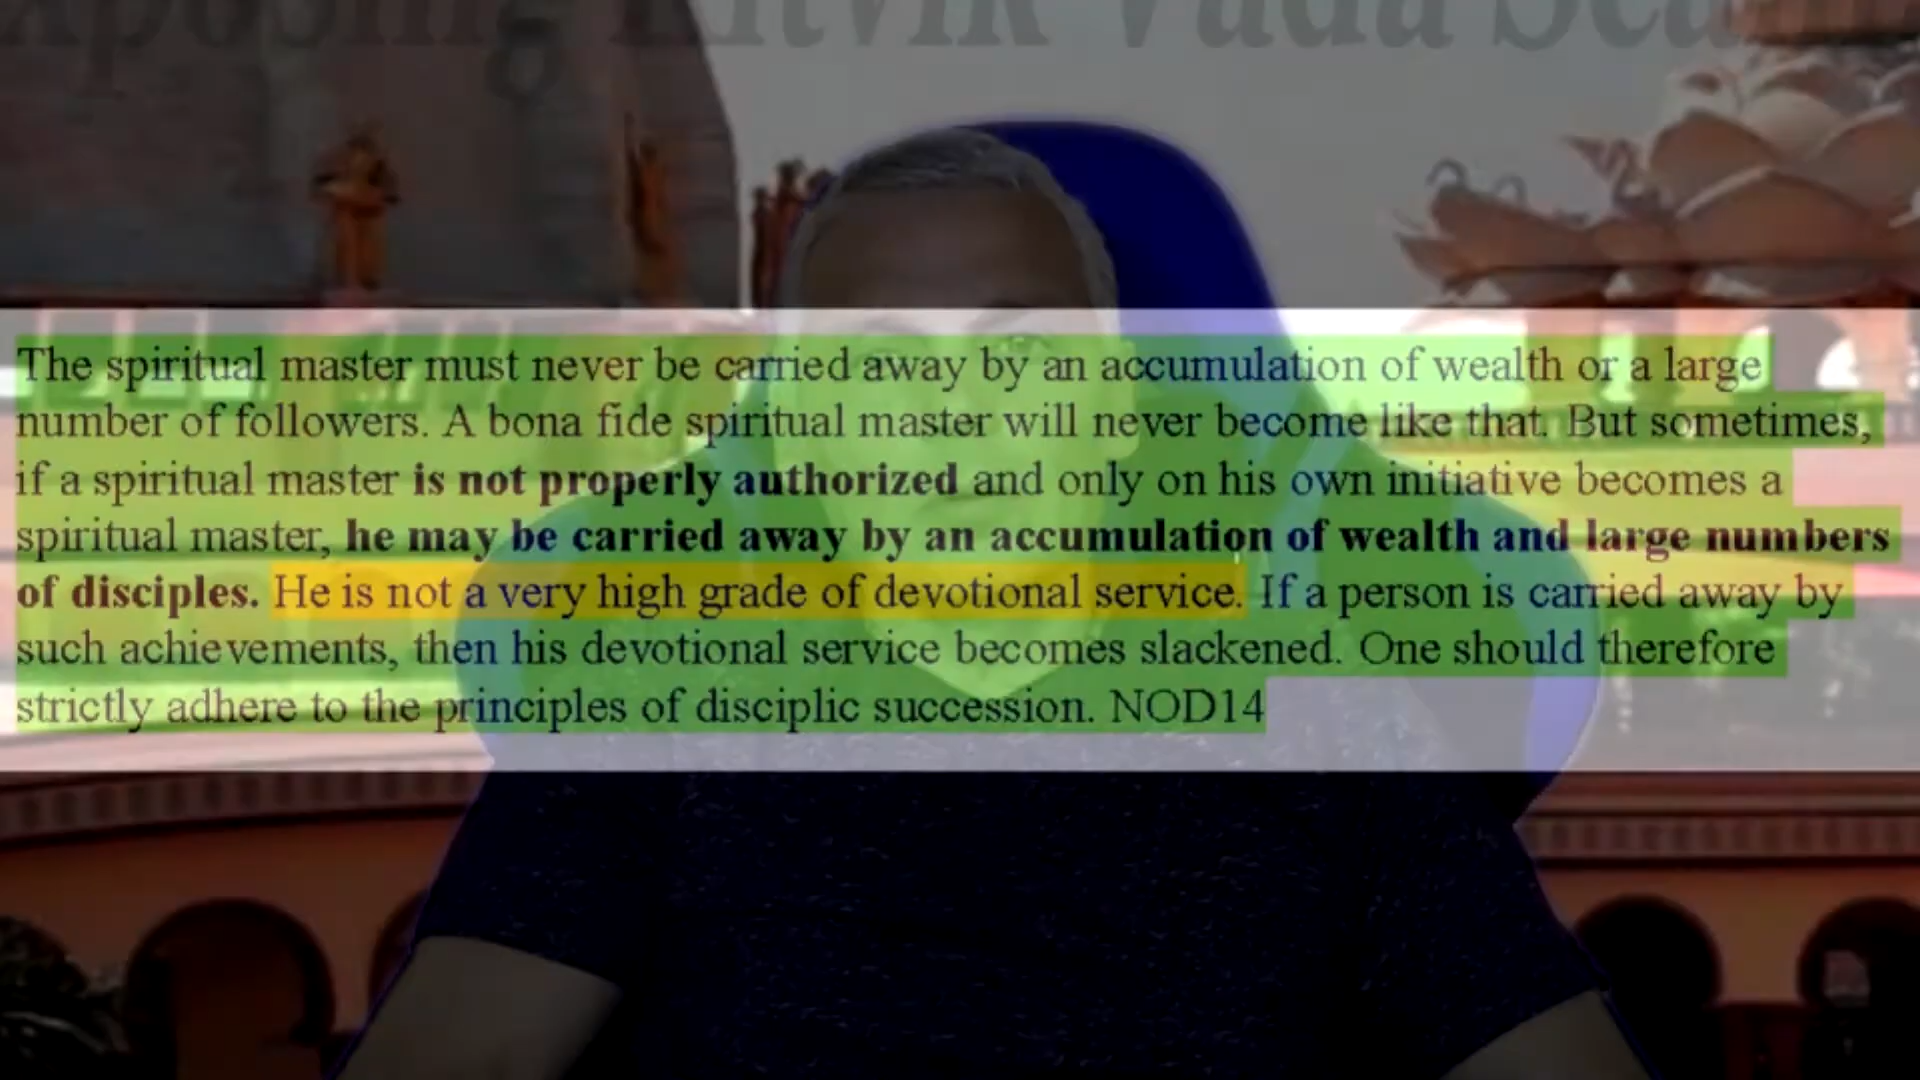 Exposing Ritvik Vada Scam
The spiritual master must never be carried away by an accumulation of wealth or a large
number of followers. A bona fide spiritual master will never become like that. But sometimes,
if a spiritual master is not properly authorized and only on his own initiative becomes a
spiritual master, he may be carried away by an accumulation of wealth and large numbers
of disciples. He is not a very high grade of devotional service. If a person is carried away by
such achievements, then his devotional service becomes slackened. One should therefore
strictly adhere to the principles of disciplic succession. NOD14